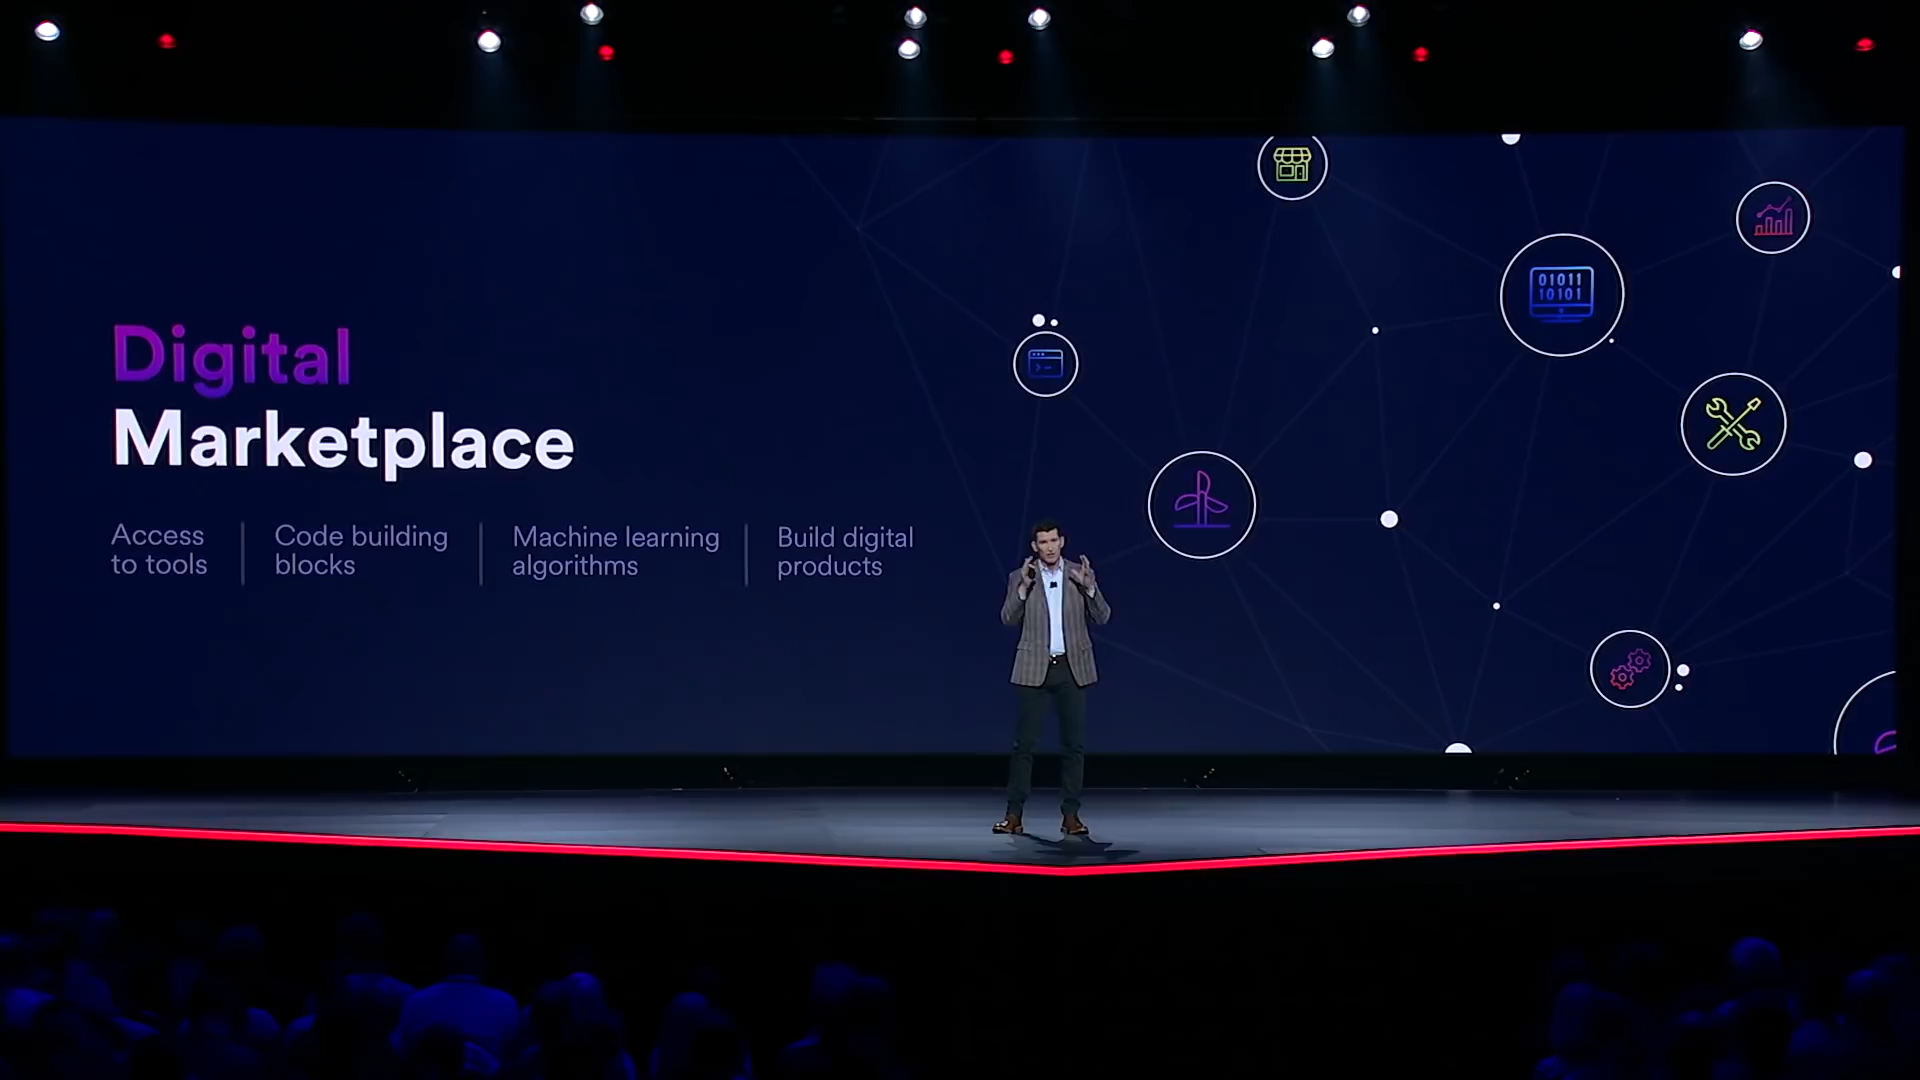 Digital
Marketplace
Access
to tools
Code building
blocks
Machine learning
algorithms
Build digital
products
01011
10101